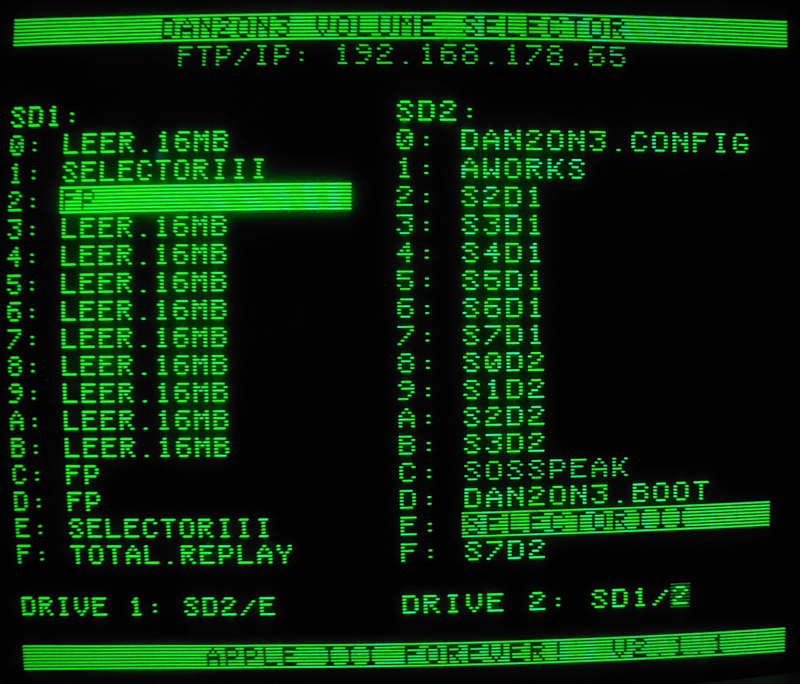 DAN2ON3 VOLUME SELECTOR
FTP/IP: 192.168.178.65
SD1:
0: LEER.16MB
1: SELECTORIII
2: FP
3: LEER.16MB
4: LEER.16MB
5: LEER.16MB
6: LEER.16MB
7: LEER.16MB
8: LEER.16MB
9: LEER.16MB
A: LEER.16MB
B: LEER.16MB
C: FP
D: FP
E: SELECTORIII
F: TOTAL.REPLAY
DRIVE 1: SD2/E
SD2:
0: DAN2ON3.CONFIG
1: AWORKS
2: S2D1
3: S3D1
4: S4D1
5: S5D1
6: S6D1
7: S7D1
8: S0D2
9: S1D2
A: S2D2
B: S3D2
C: SOSSPEAK
D: DAN2ON3.BOOT
E: SELECTORIII
F: S7D2
DRIVE 2: SD1/2
APPLE III FOREVER! V2.1.1